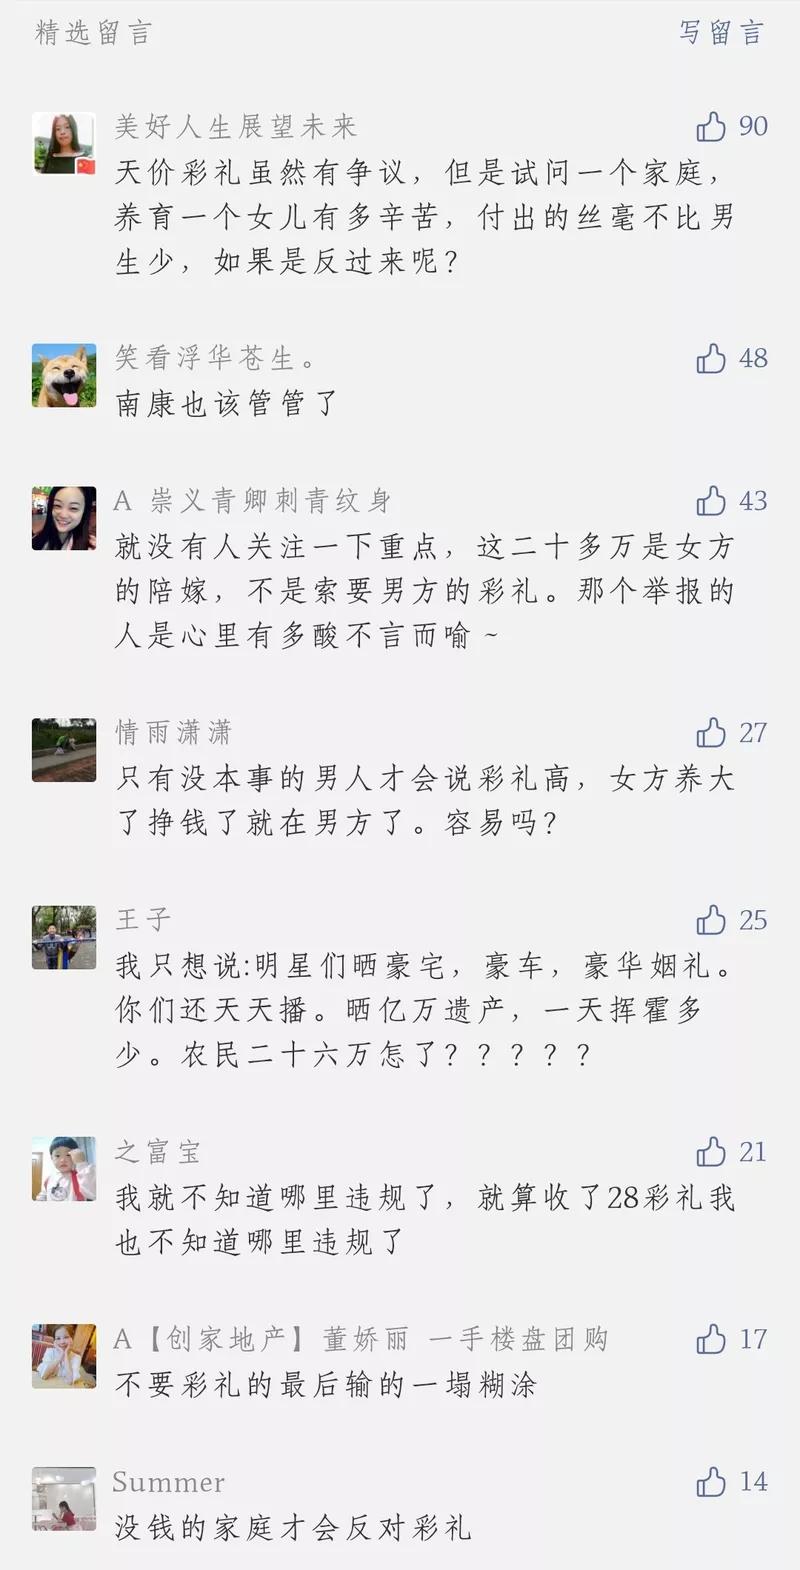 精选留言 写留言
美好人生展望未来 90
天价彩礼虽然有争议，但是试问一个家庭，
养育一个女儿有多辛苦，付出的丝毫不比男
生少，如果是反过来呢？
笑看浮华苍生。 48
南康也该管管了
A 崇义青卿刺青纹身 43
就没有人关注一下重点，这二十多万是女方
的陪嫁，不是索要男方的彩礼。那个举报的
人是心里有多酸不言而喻～
情雨潇潇 27
只有没本事的男人才会说彩礼高，女方养大
了挣钱了就在男方了。容易吗？
王子 25
我只想说:明星们晒豪宅，豪车，豪华姻礼。
你们还天天播。晒亿万遗产，一天挥霍多
少。农民二十六万怎了？？？？？
之富宝 21
我就不知道哪里违规了，就算收了28彩礼我
也不知道哪里违规了
A【创家地产】董娇丽 一手楼盘团购 17
不要彩礼的最后输的一塌糊涂
Summer 14
没钱的家庭才会反对彩礼